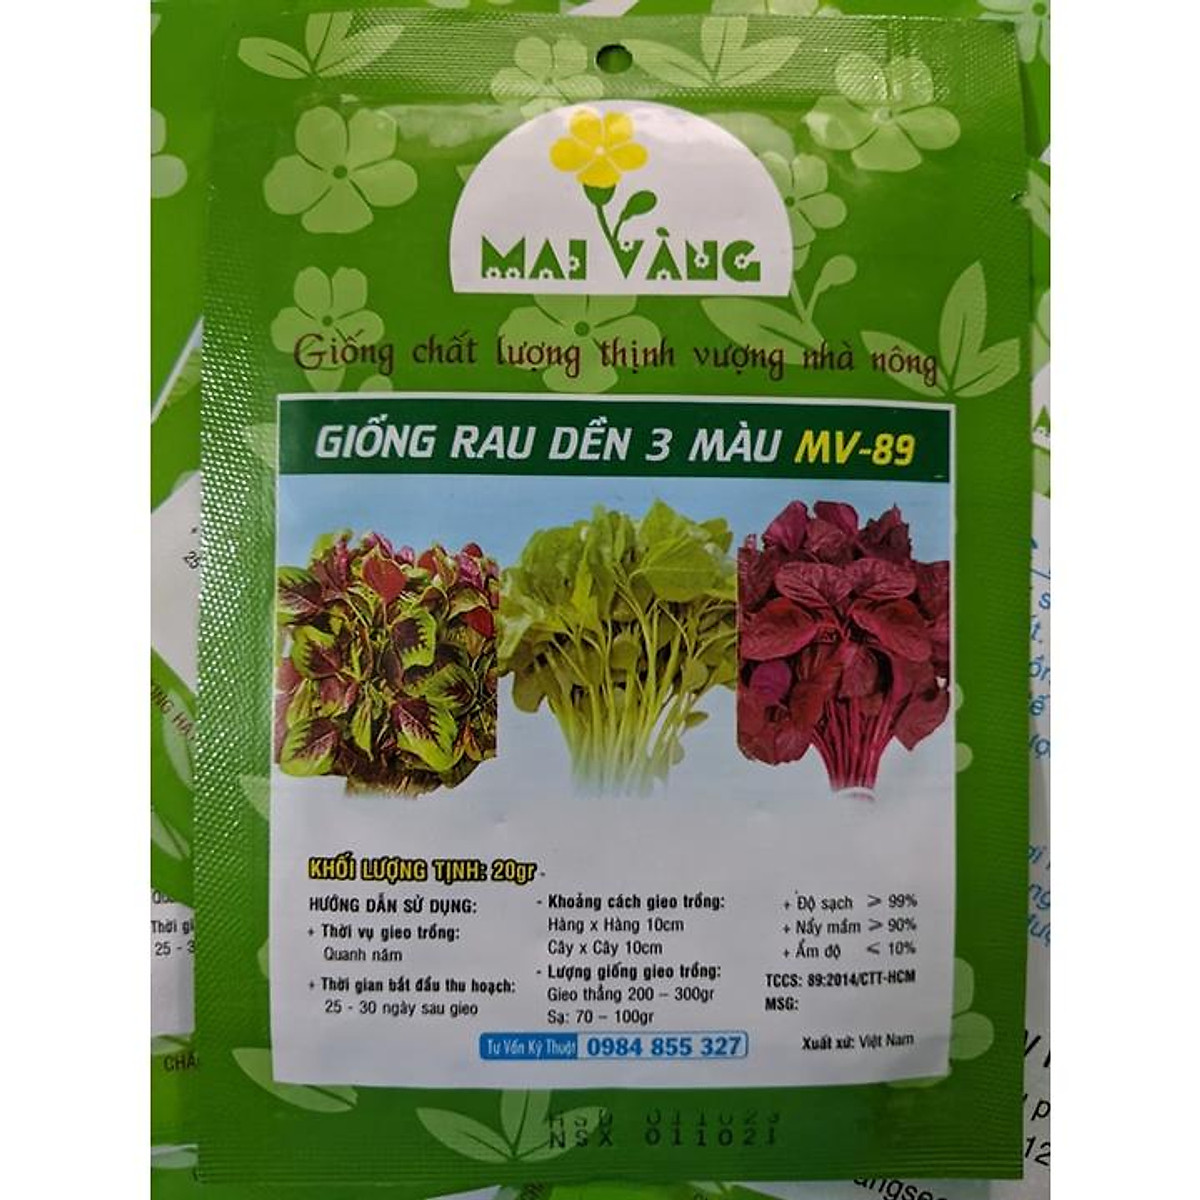 MAI VÀNG
Giống chất lượng thịnh vượng nhà nông
GIỐNG RAU DỀN 3 MÀU MV-89
KHỐI LƯỢNG TỊNH: 20gr
HƯỚNG DẪN SỬ DỤNG:
+ Thời vụ gieo trồng:
Quanh năm
+ Thời gian bắt đầu thu hoạch:
25 - 30 ngày sau gieo
- Khoảng cách gieo trồng:
Hàng x Hàng 10cm
Cây x Cây 10cm
- Lượng giống gieo trồng:
Gieo thẳng 200 – 300gr
Sạ: 70 – 100gr
+ Độ sạch ≥ 99%
+ Nẩy mầm ≥ 90%
+ Ẩm độ ≤ 10%
TCCS: 89:2014/CTT-HCM
MSG:
Xuất xứ: Việt Nam
Tư Vấn Kỹ Thuật 0984 855 327
HSD 011023
NSX 011021